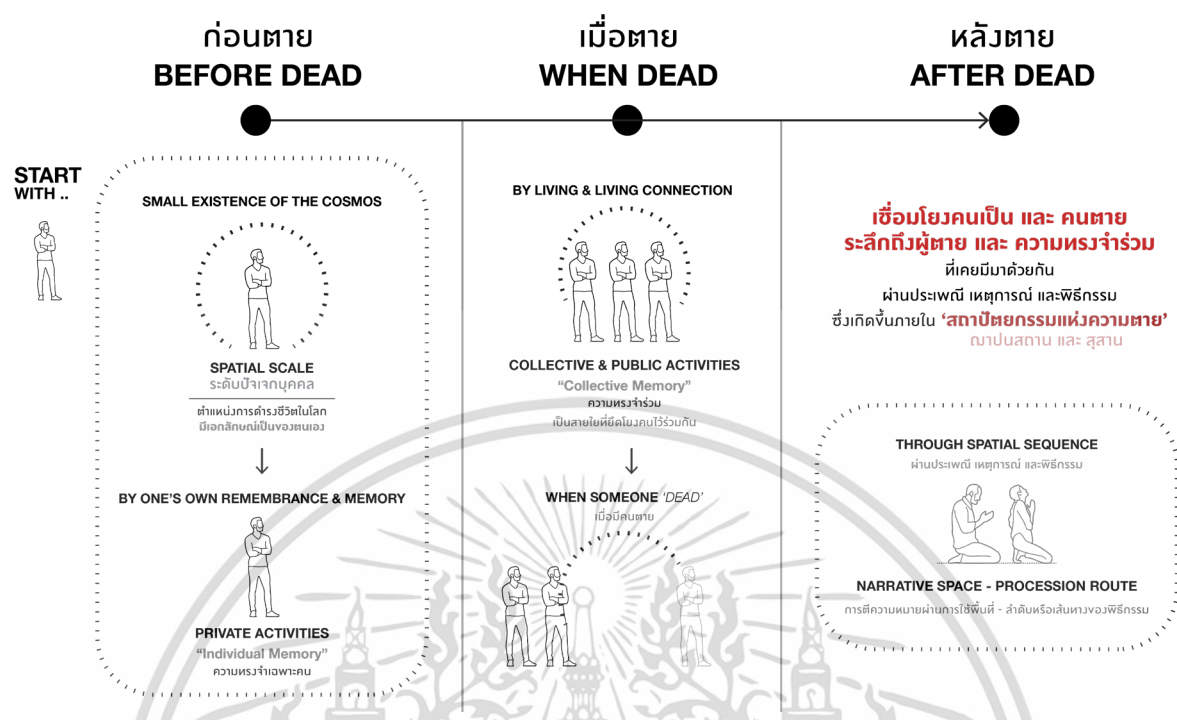 ก่อนตาย
BEFORE DEAD
START
WITH ..
SMALL EXISTENCE OF THE COSMOS
SPATIAL SCALE
ระดับปัจเจกบุคคล
ตำแหน่งการดำรงชีวิตในโลก
มีเอกลักษณ์เป็นของตนเอง
BY ONE'S OWN REMEMBRANCE & MEMORY
PRIVATE ACTIVITIES
“Individual Memory”
ความทรงจำเฉพาะคน
เมื่อตาย
WHEN DEAD
BY LIVING & LIVING CONNECTION
COLLECTIVE & PUBLIC ACTIVITIES
“Collective Memory”
ความทรงจำร่วม
เป็นสายใยที่ยึดโยงคนไว้ร่วมกัน
WHEN SOMEONE ‘DEAD’
เมื่อมีคนตาย
หลังตาย
AFTER DEAD
เชื่อมโยงคนเป็น และ คนตาย
ระลึกถึงผู้ตาย และ ความทรงจำร่วม
ที่เคยมีมาด้วยกัน
ผ่านประเพณี เหตุการณ์ และพิธีกรรม
ซึ่งเกิดขึ้นภายใน ‘สถาปัตยกรรมแห่งความตาย’
ฌาปนสถาน และ สุสาน
THROUGH SPATIAL SEQUENCE
ผ่านประเพณี เหตุการณ์ และพิธีกรรม
NARRATIVE SPACE - PROCESSION ROUTE
การตีความหมายผ่านการใช้พื้นที่ - ลำดับหรือเส้นทางของพิธีกรรม